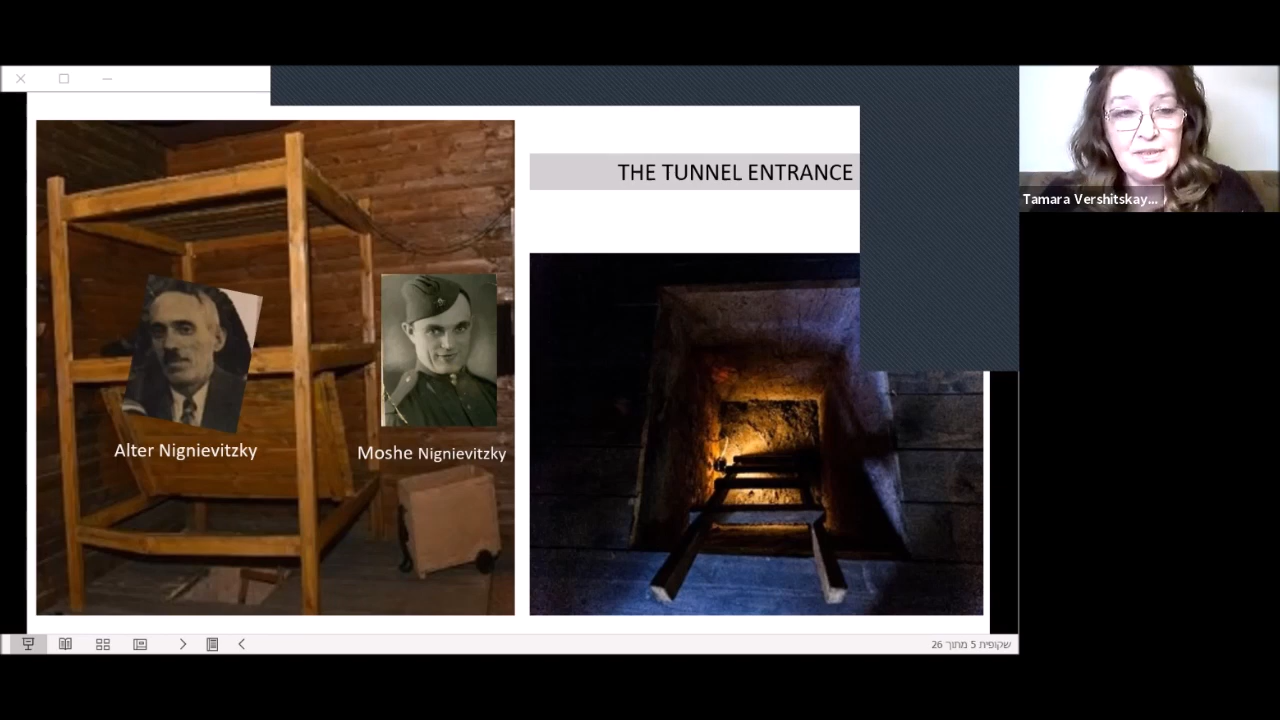 THE TUNNEL ENTRANCE
Tamara Vershitskay...
Alter Nignievitzky
Moshe Nignievitzky
שקופית 5 מתוך 26